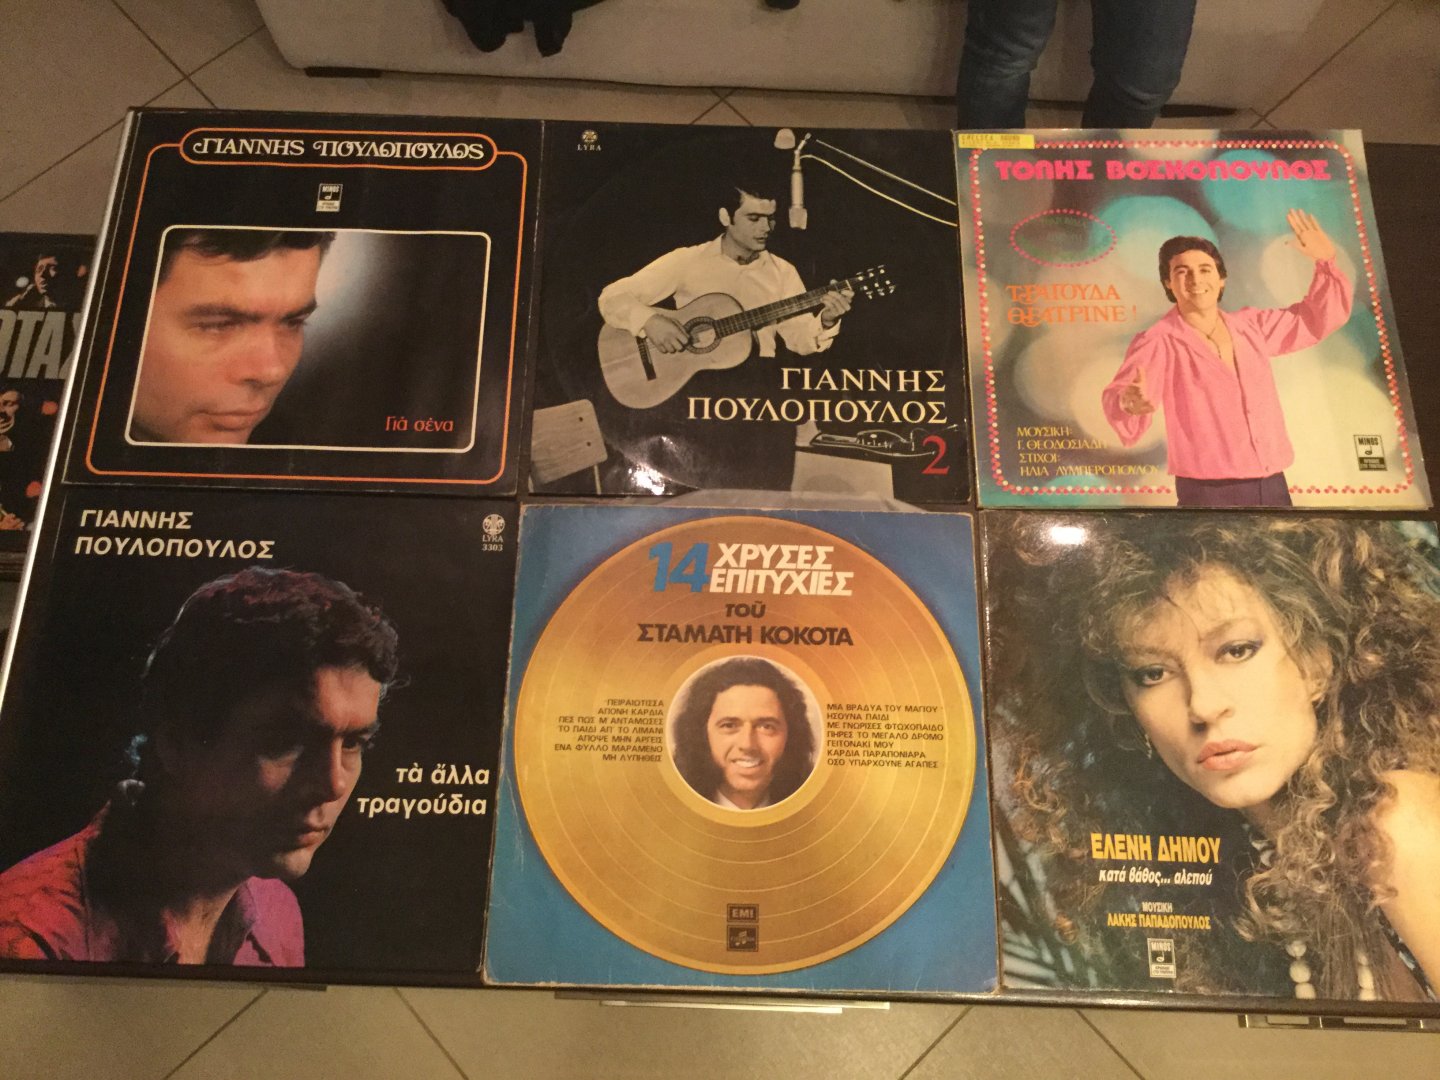 ΓΙΑΝΝΗΣ ΠΟΥΛΟΠΟΥΛΟΣ
MINOS
Γιά σένα
LYRA
ΓΙΑΝΝΗΣ
ΠΟΥΛΟΠΟΥΛΟΣ
2
ΤΟΛΗΣ ΒΟΣΚΟΠΟΥΛΟΣ
ΤΡΑΓΟΥΔΑ
ΘΕΑΤΡΙΝΕ!
ΜΟΥΣΙΚΗ:
Γ. ΘΕΟΔΟΣΙΑΔΗ
ΣΤΙΧΟΙ:
ΗΛΙΑ ΛΥΜΠΕΡΟΠΟΥΛΟΥ
MINOS
ΓΙΑΝΝΗΣ
ΠΟΥΛΟΠΟΥΛΟΣ
LYRA
3303
τὰ ἄλλα
τραγούδια
14 ΧΡΥΣΕΣ
ΕΠΙΤΥΧΙΕΣ
τοῦ
ΣΤΑΜΑΤΗ ΚΟΚΟΤΑ
ΠΕΙΡΑΙΩΤΙΣΣΑ
ΑΠΟΝΗ ΚΑΡΔΙΑ
ΠΕΣ ΠΩΣ Μ ΑΝΤΑΜΩΣΕΣ
ΤΟ ΠΑΙΔΙ ΑΠ' ΤΟ ΛΙΜΑΝΙ
ΑΠΟΨΕ ΜΗΝ ΑΡΓΕΙΣ
ΕΝΑ ΦΥΛΛΟ ΜΑΡΑΜΕΝΟ
ΜΗ ΛΥΠΗΘΕΙΣ
ΜΙΑ ΒΡΑΔΥΑ ΤΟΥ ΜΑΓΙΟΥ
ΗΣΟΥΝΑ ΠΑΙΔΙ
ΜΕ ΓΝΩΡΙΣΕΣ ΦΤΩΧΟΠΑΙΔΟ
ΠΗΡΕΣ ΤΟ ΜΕΓΑΛΟ ΔΡΟΜΟ
ΓΕΙΤΟΝΑΚΙ ΜΟΥ
ΚΑΡΔΙΑ ΠΑΡΑΠΟΝΙΑΡΑ
ΟΣΟ ΥΠΑΡΧΟΥΝΕ ΑΓΑΠΕΣ
EMI
ΕΛΕΝΗ ΔΗΜΟΥ
κατά βάθος... αλεπού
ΜΟΥΣΙΚΗ
ΛΑΚΗΣ ΠΑΠΑΔΟΠΟΥΛΟΣ
MINOS